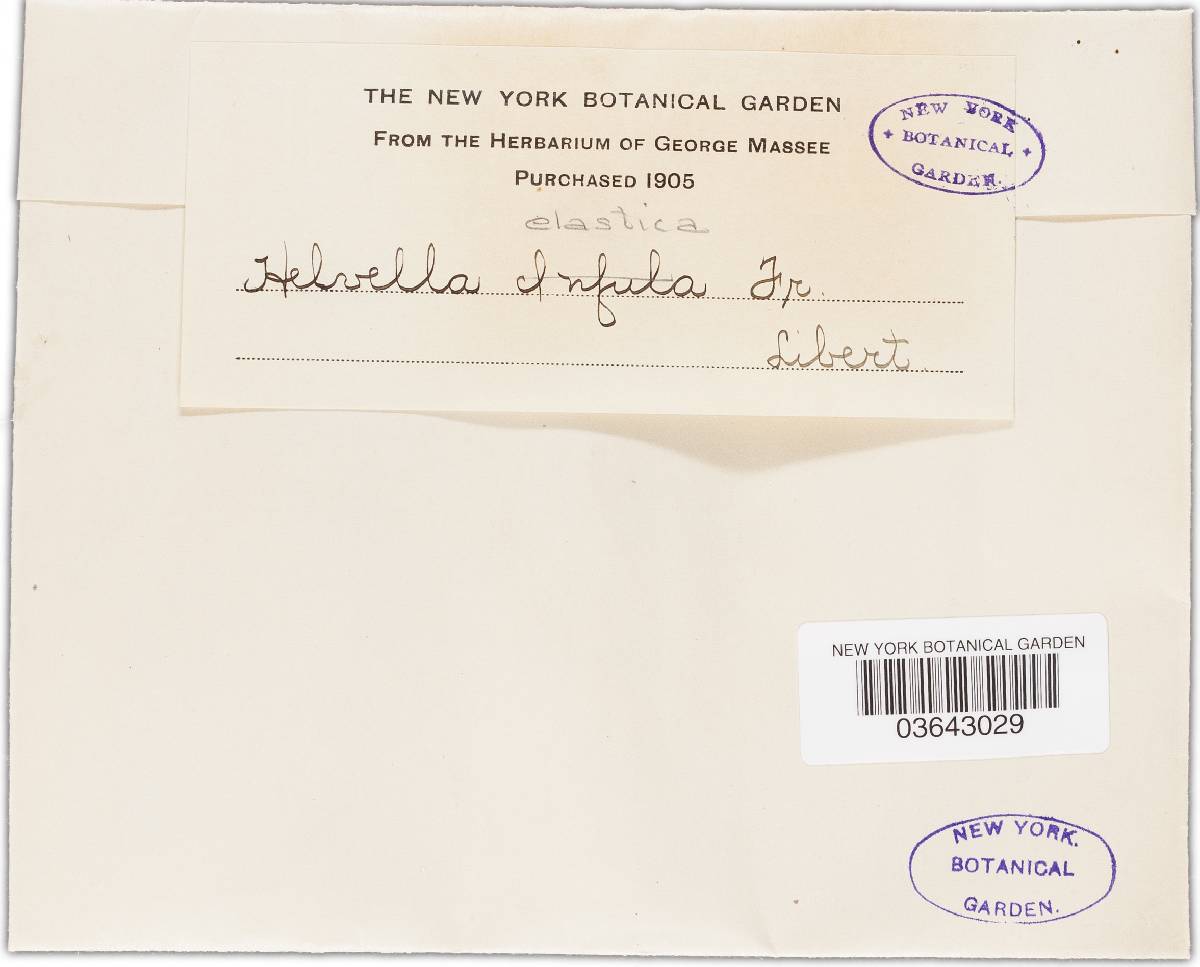 THE NEW YORK BOTANICAL GARDEN
FROM THE HERBARIUM OF GEORGE MASSEE
PURCHASED 1905
NEW YORK
BOTANICAL
GARDEN.
elastica
Helvella Infula Fr.
Libert.
NEW YORK BOTANICAL GARDEN
03643029
NEW YORK.
BOTANICAL
GARDEN.